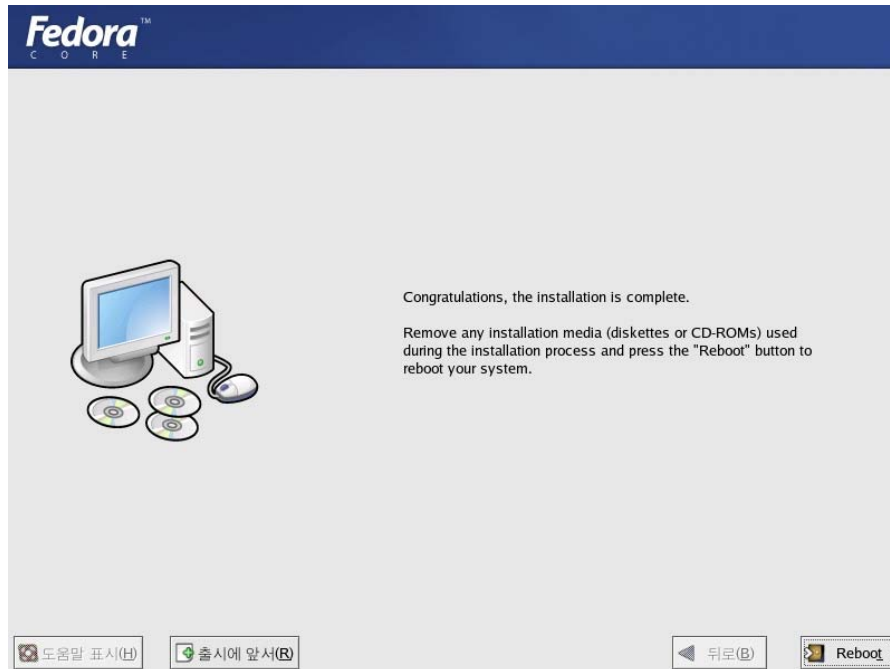 Fedora™
CORE
Congratulations, the installation is complete.
Remove any installation media (diskettes or CD-ROMs) used
during the installation process and press the "Reboot" button to
reboot your system.
도움말 표시(H)
출시에 앞서(R)
뒤로(B)
Reboot